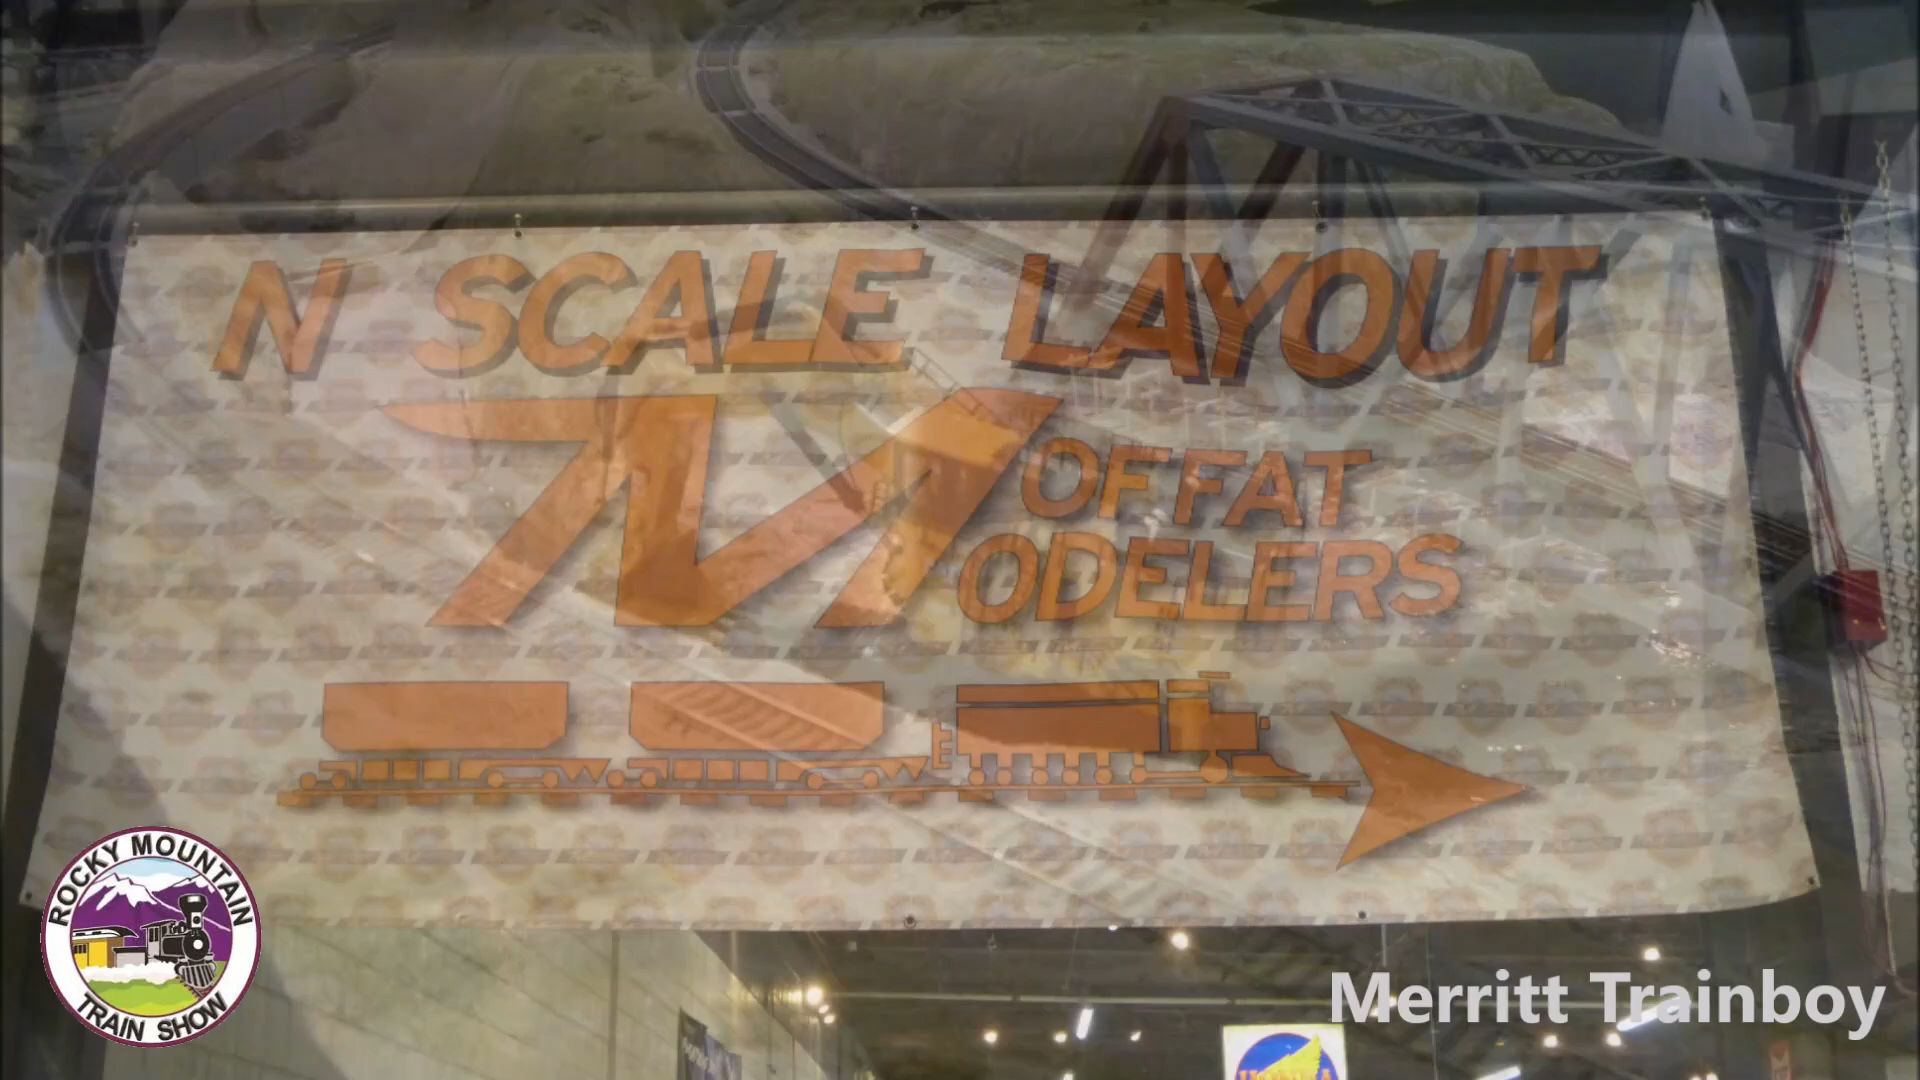 N SCALE LAYOUT
M OFFAT
ODELERS
ROCKY MOUNTAIN
TRAIN SHOW
Merritt Trainboy